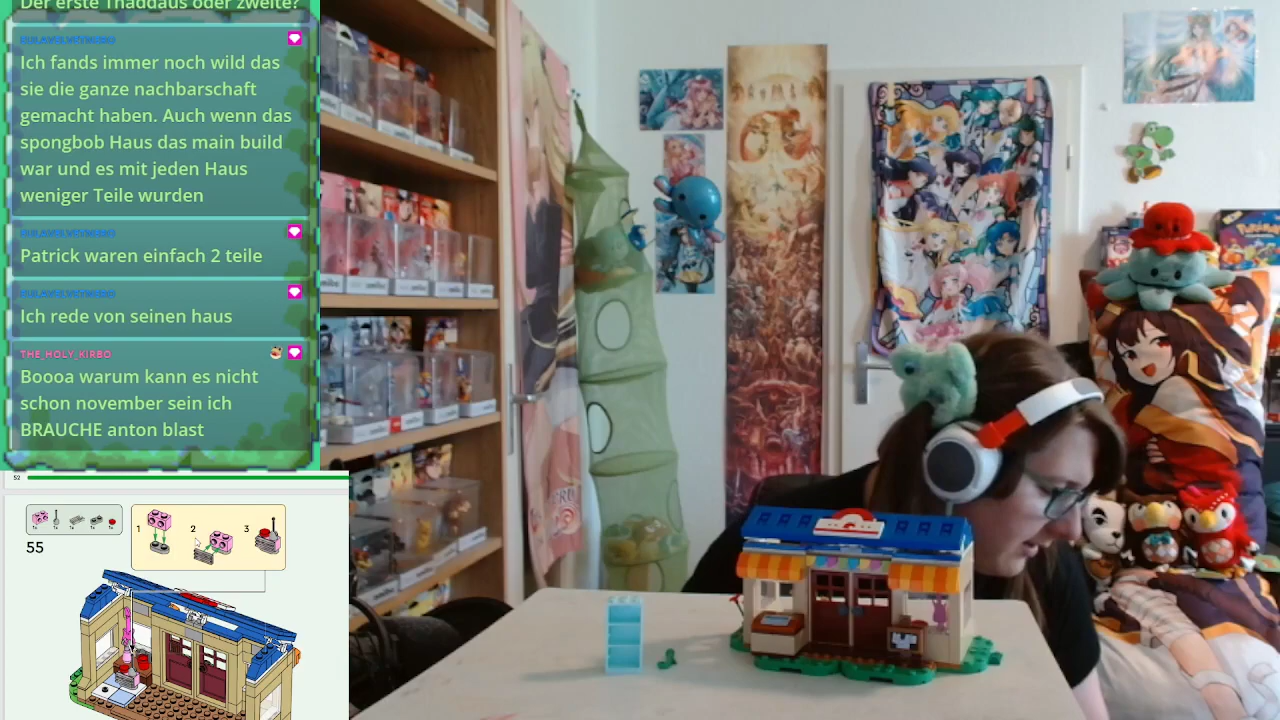 Der erste Thaddäus oder zweite?
Ich fands immer noch wild das
sie die ganze nachbarschaft
gemacht haben. Auch wenn das
spongbob Haus das main build
war und es mit jeden Haus
weniger Teile wurden
Patrick waren einfach 2 teile
Ich rede von seinen haus
THE_HOLY_KIRBO
Boooa warum kann es nicht
schon november sein ich
BRAUCHE anton blast
52
1
2
3
55